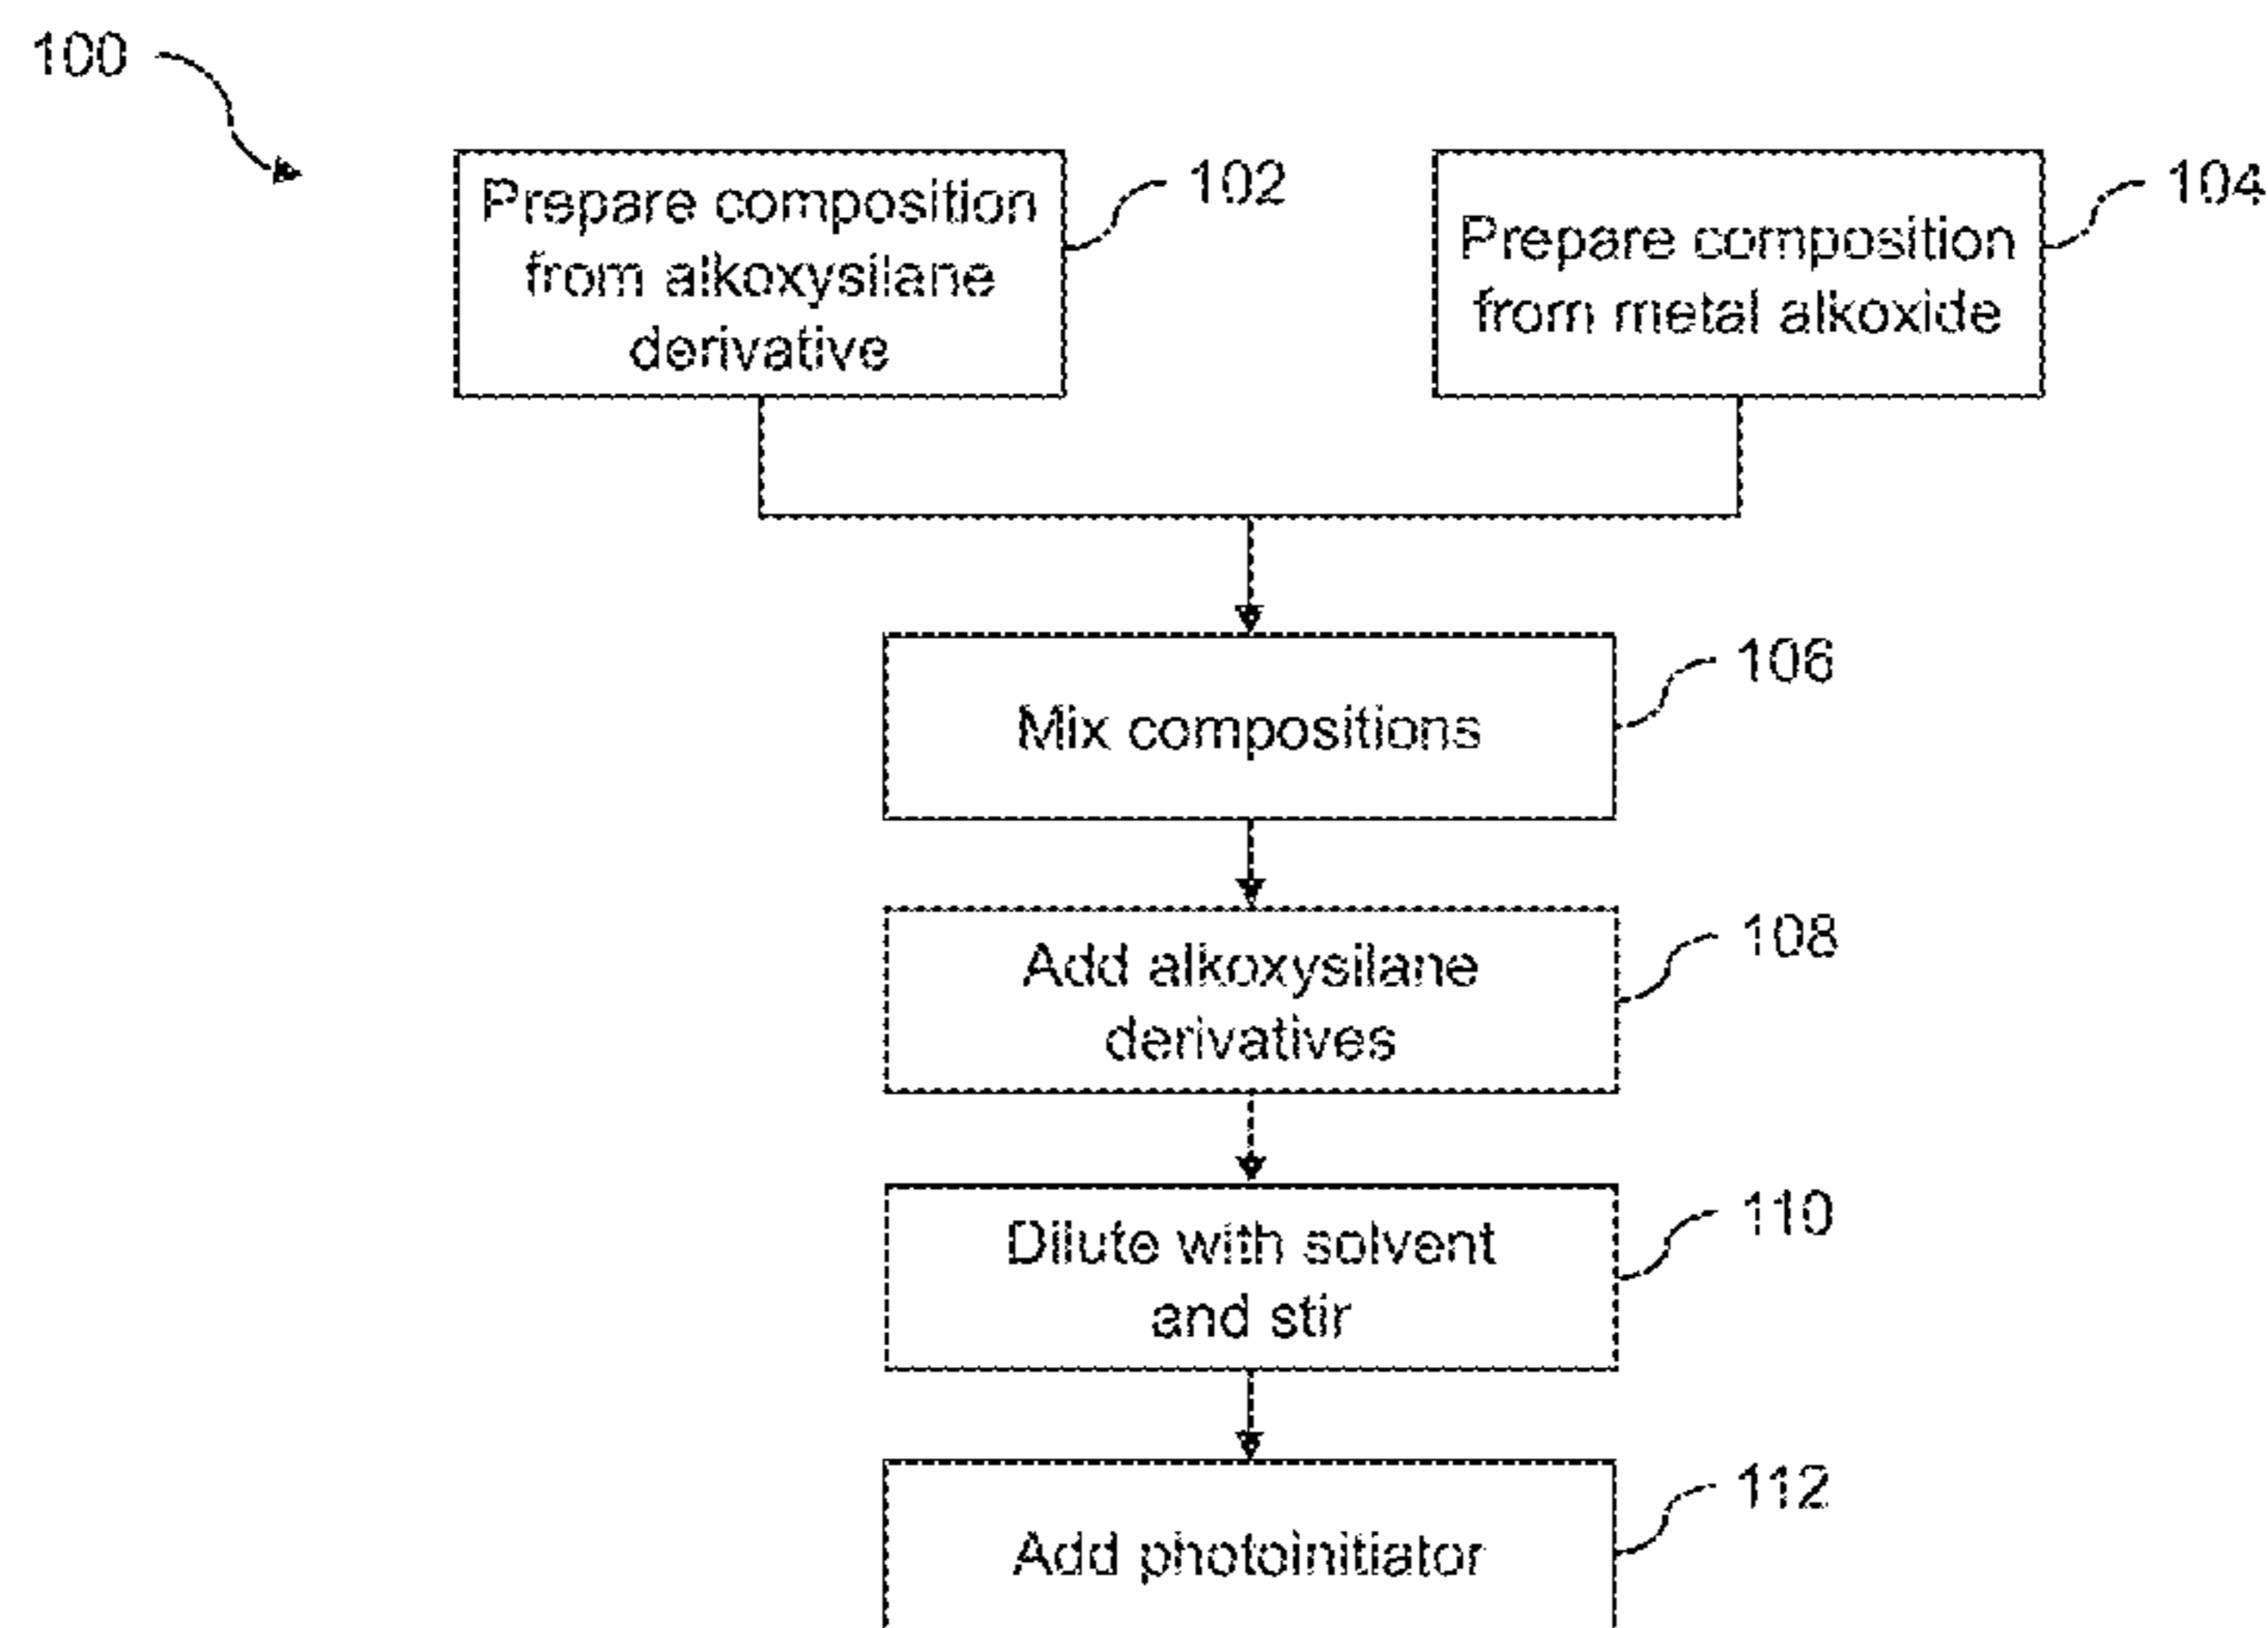 100
Prepare composition
from alkoxysilane
derivative
102
Prepare composition
from metal alkoxide
104
Mix compositions
106
Add alkoxysilane
derivatives
108
Dilute with solvent
and stir
110
Add photoinitiator
112